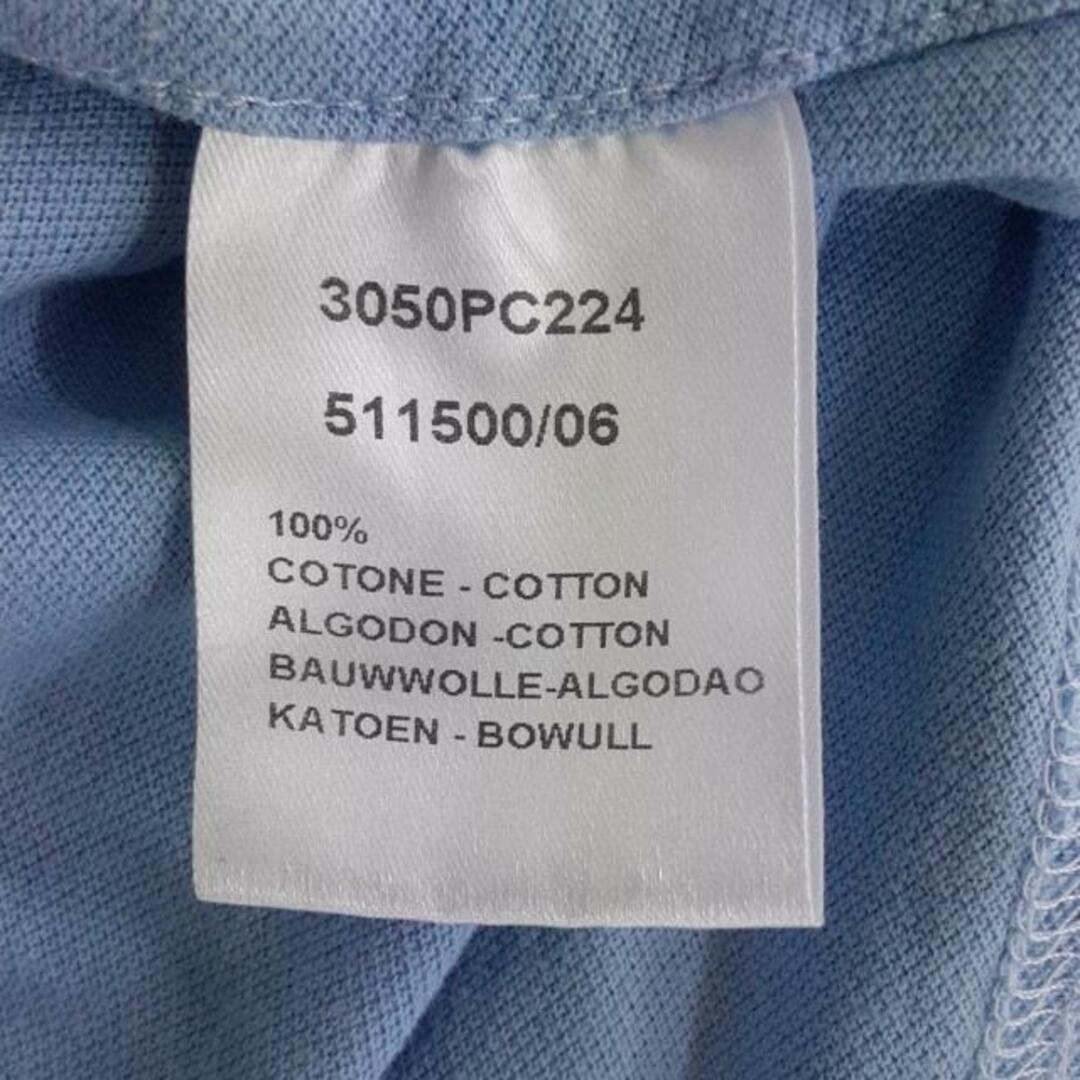 3050PC224
511500/06
100%
COTONE - COTTON
ALGODON -COTTON
BAUWWOLLE-ALGODAO
KATOEN - BOWULL